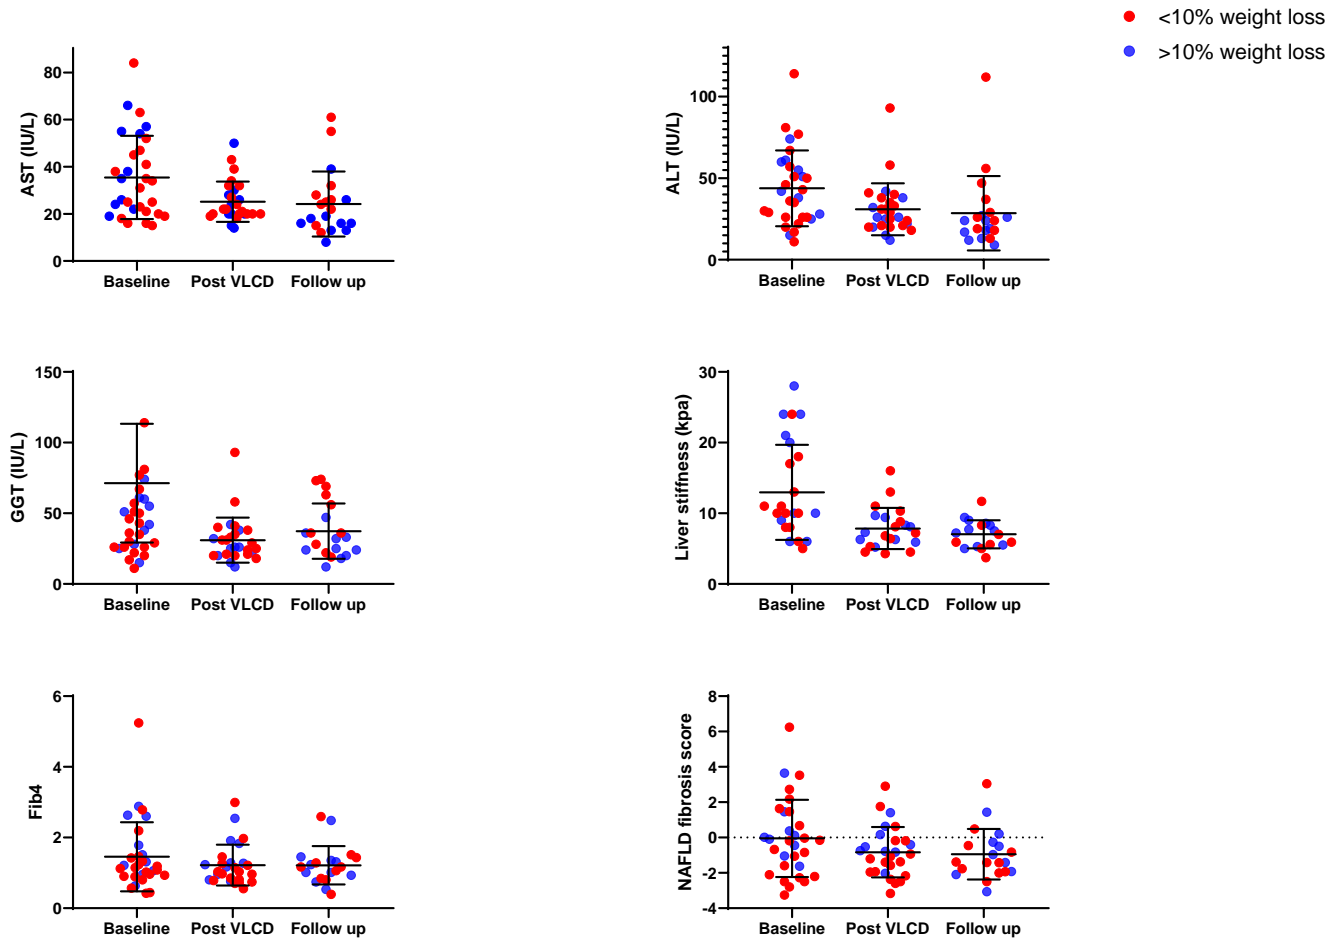 <10% weight loss
>10% weight loss
AST (IU/L)
80
60
40
20
0
Baseline
Post VLCD
Follow up
ALT (IU/L)
100
50
0
Baseline
Post VLCD
Follow up
GGT (IU/L)
150
100
50
0
Baseline
Post VLCD
Follow up
Liver stiffness (kpa)
30
20
10
0
Baseline
Post VLCD
Follow up
Fib4
6
4
2
0
Baseline
Post VLCD
Follow up
NAFLD fibrosis score
8
6
4
2
0
-2
-4
Baseline
Post VLCD
Follow up